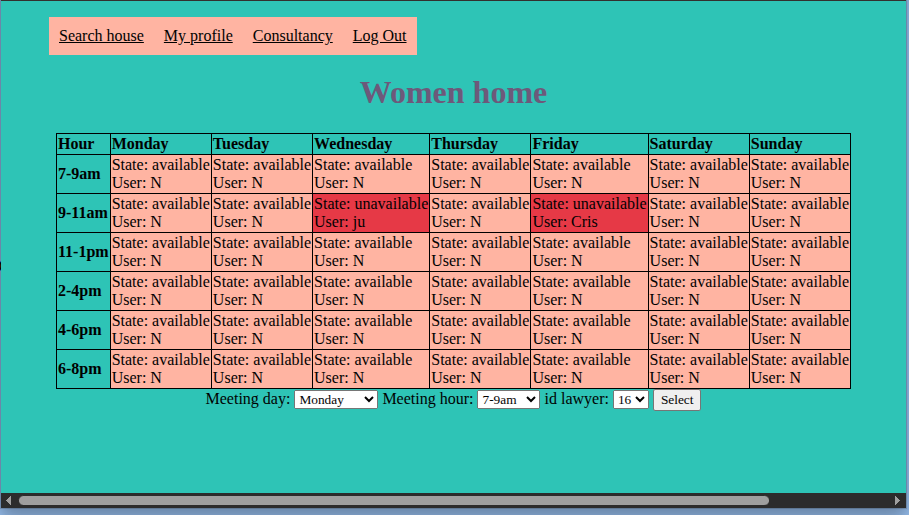 Search house My profile Consultancy Log Out
Women home
Hour Monday Tuesday Wednesday Thursday Friday Saturday Sunday
7-9am State: available State: available State: available State: available State: available State: available State: available
User: N User: N User: N User: N User: N User: N User: N
9-11am State: available State: available State: unavailable State: available State: unavailable State: available State: available
User: N User: N User: ju User: N User: Cris User: N User: N
11-1pm State: available State: available State: available State: available State: available State: available State: available
User: N User: N User: N User: N User: N User: N User: N
2-4pm State: available State: available State: available State: available State: available State: available State: available
User: N User: N User: N User: N User: N User: N User: N
4-6pm State: available State: available State: available State: available State: available State: available State: available
User: N User: N User: N User: N User: N User: N User: N
6-8pm State: available State: available State: available State: available State: available State: available State: available
User: N User: N User: N User: N User: N User: N User: N
Meeting day: Monday Meeting hour: 7-9am id lawyer: 16 Select